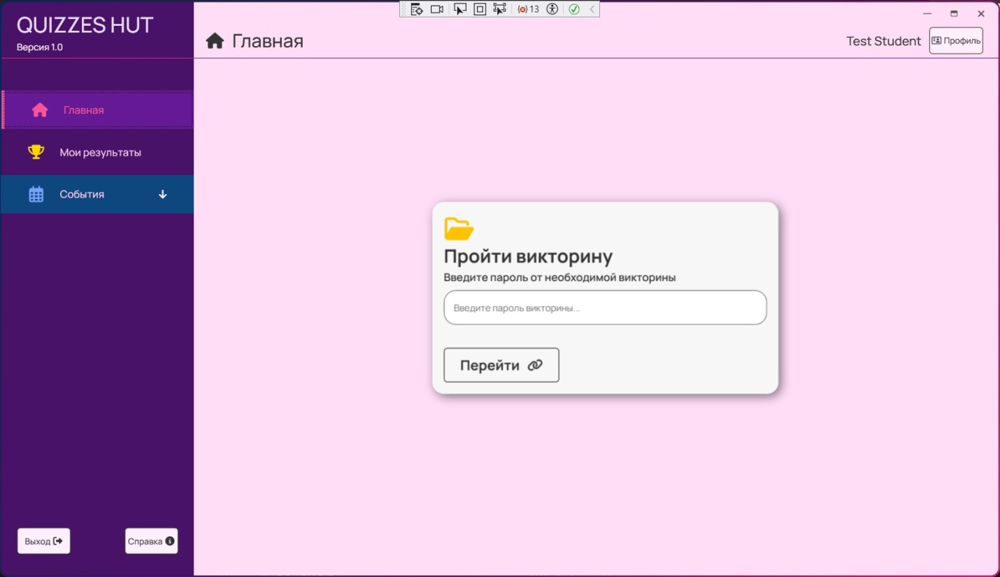 QUIZZES HUT
Версия 1.0
13
Главная
Test Student
Профиль
Главная
Мои результаты
События
Пройти викторину
Введите пароль от необходимой викторины
Введите пароль викторины...
Перейти
Выход
Справка